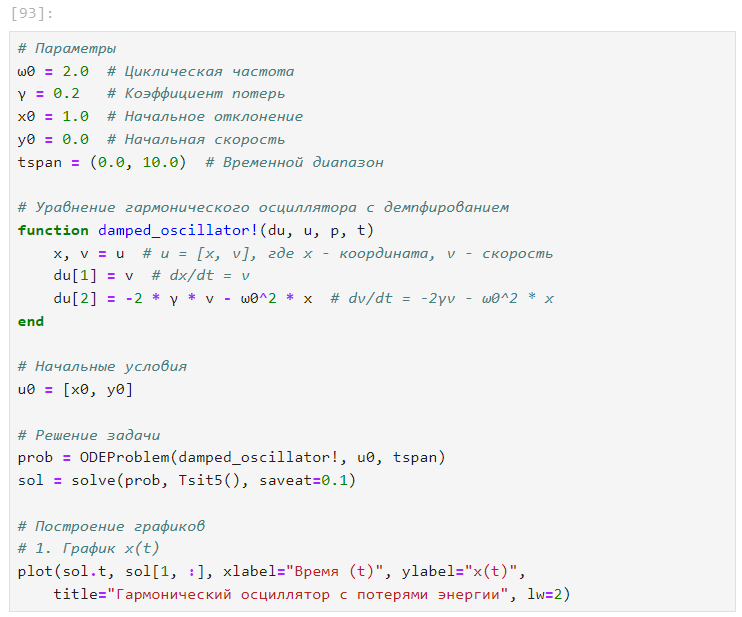 [93]:
# Параметры
ω0 = 2.0  # Циклическая частота
γ = 0.2   # Коэффициент потерь
x0 = 1.0  # Начальное отклонение
y0 = 0.0  # Начальная скорость
tspan = (0.0, 10.0)  # Временной диапазон
# Уравнение гармонического осциллятора с демпфированием
function damped_oscillator!(du, u, p, t)
    x, v = u  # u = [x, v], где x - координата, v - скорость
    du[1] = v  # dx/dt = v
    du[2] = -2 * γ * v - ω0^2 * x  # dv/dt = -2γv - ω0^2 * x
end
# Начальные условия
u0 = [x0, y0]
# Решение задачи
prob = ODEProblem(damped_oscillator!, u0, tspan)
sol = solve(prob, Tsit5(), saveat=0.1)
# Построение графиков
# 1. График x(t)
plot(sol.t, sol[1, :], xlabel="Время (t)", ylabel="x(t)",
    title="Гармонический осциллятор с потерями энергии", lw=2)